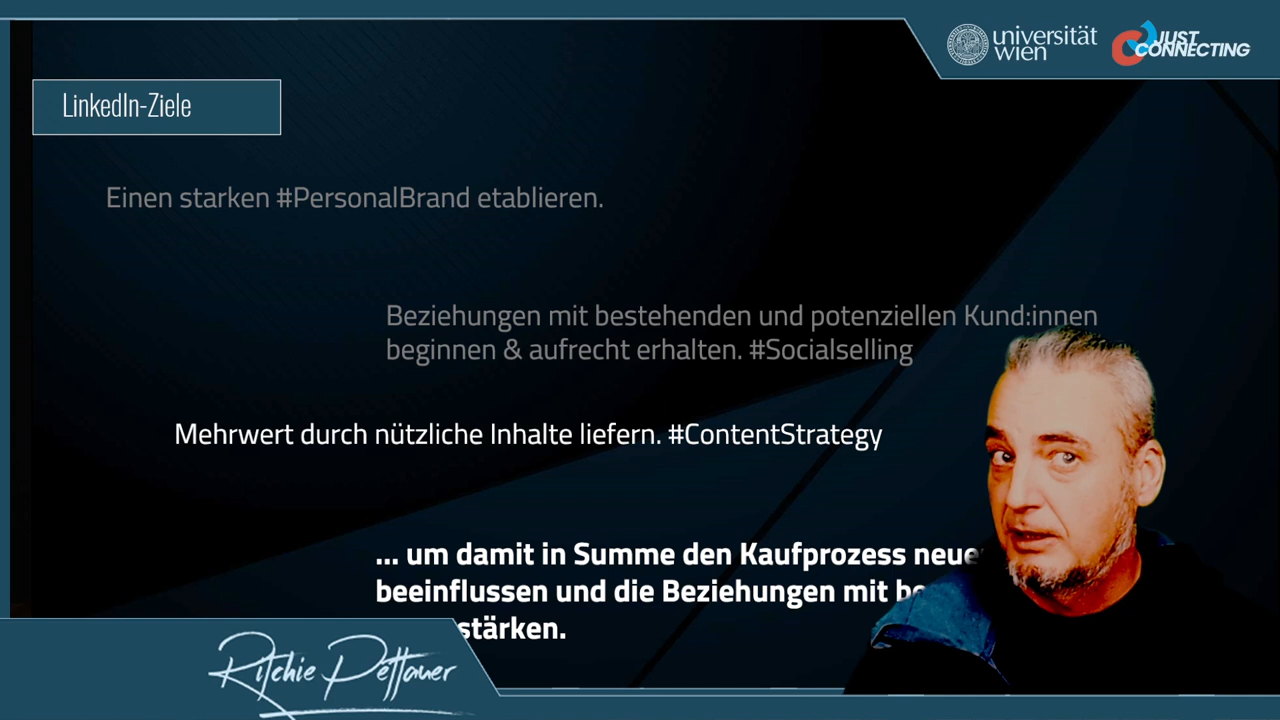 universität
wien
JUST
CONNECTING
LinkedIn-Ziele
Einen starken #PersonalBrand etablieren.
Beziehungen mit bestehenden und potenziellen Kund:innen
beginnen & aufrecht erhalten. #Socialselling
Mehrwert durch nützliche Inhalte liefern. #ContentStrategy
... um damit in Summe den Kaufprozess
beeinflussen und die Beziehungen mit
stärken.
Ritchie Pettauer